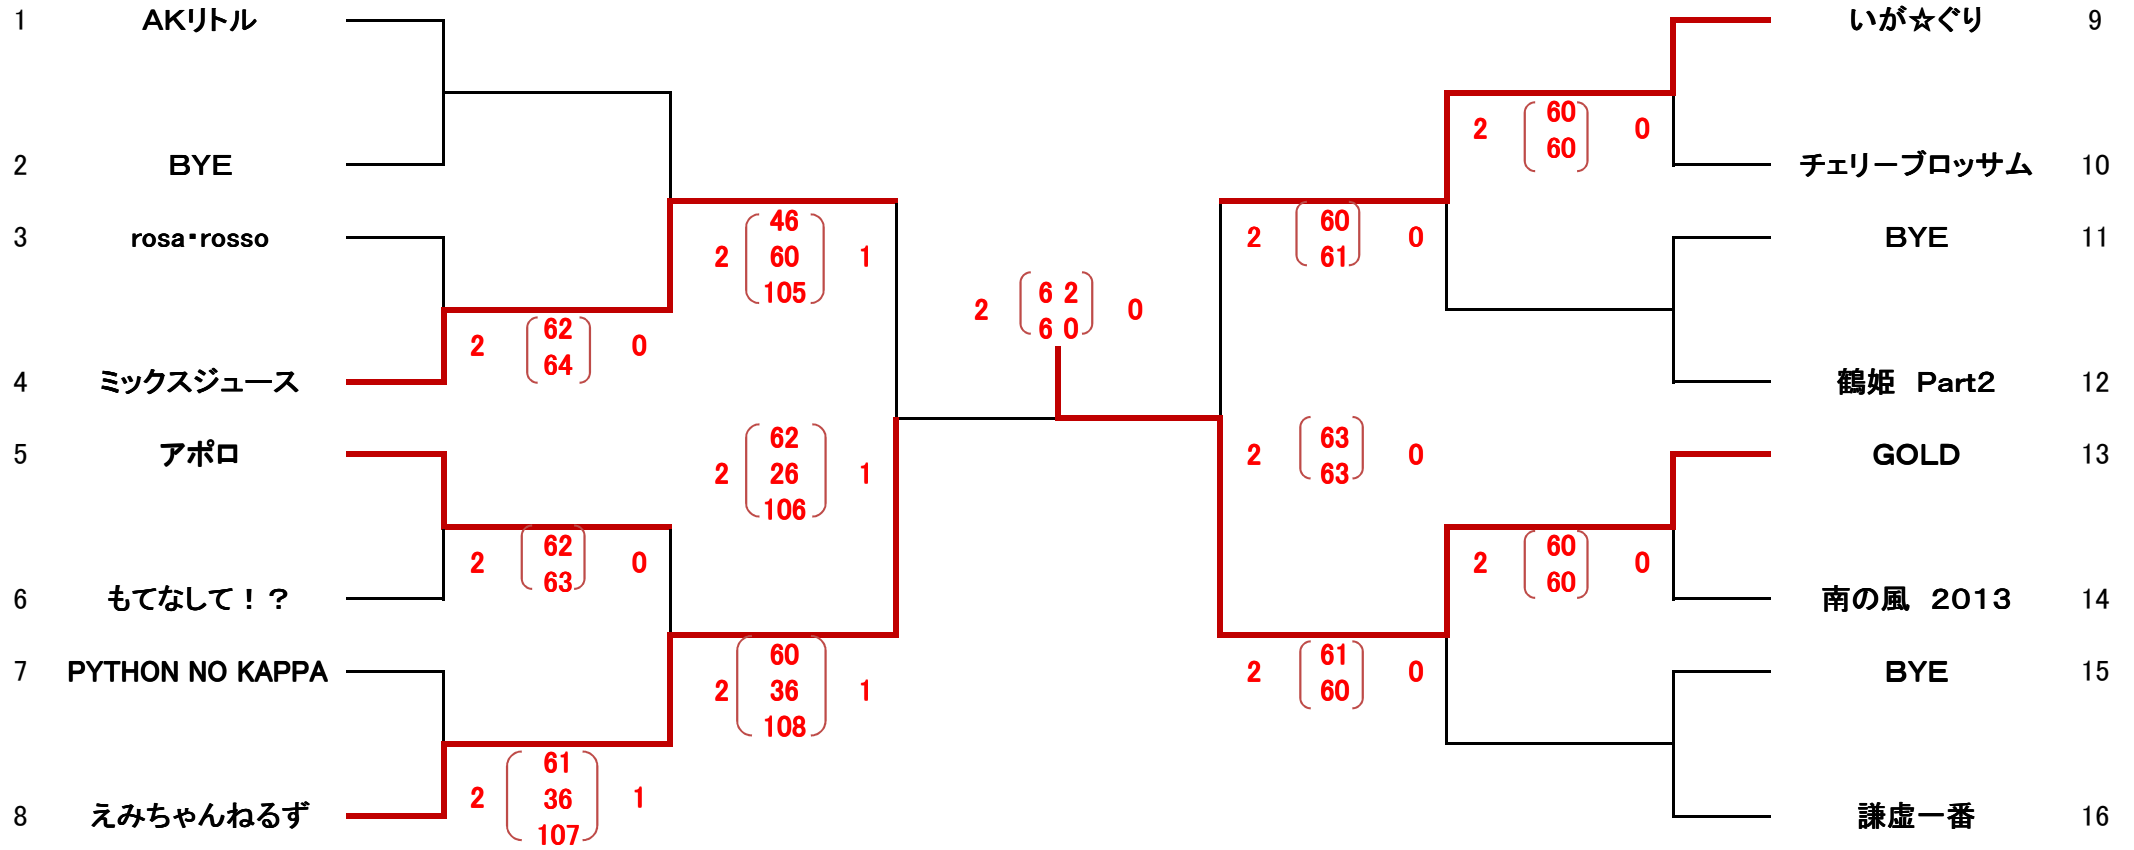 1 AKリトル
2 BYE
3 rosa・rosso
4 ミックスジュース
5 アポロ
6 もてなして！？
7 PYTHON NO KAPPA
8 えみちゃんねるず
2 62 0
64
2 62 0
63
2 61 1
36
107
2 46 1
60
105
2 62 1
26
106
2 60 1
36
108
2 6 2 0
6 0
2 60 0
61
2 63 0
63
2 61 0
60
2 60 0
60
2 60 0
60
いが☆ぐり 9
チェリーブロッサム 10
BYE 11
鶴姫　Part2 12
GOLD 13
南の風　2013 14
BYE 15
謙虚一番 16